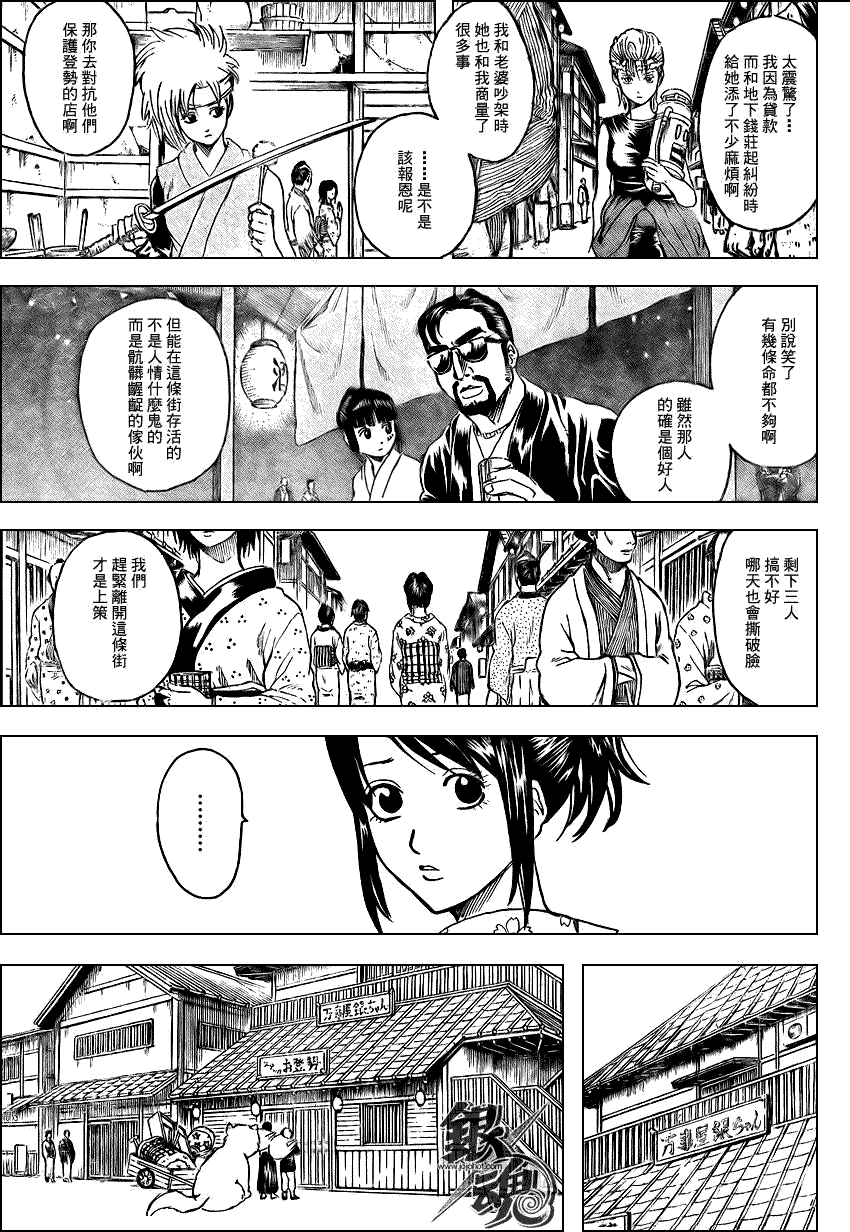 太震驚了…
我因為貸款
而和地下錢莊起糾紛時
給她添了不少麻煩啊
我和老婆吵架時
她也和我商量了
很多事
……是不是
該報恩呢
那你去對抗他們
保護登勢的店啊
別說笑了
有幾條命都不夠啊
雖然那人
的確是個好人
但能在這條街存活的
不是人情什麼鬼的
而是骯髒齷齪的傢伙啊
剩下三人
搞不好
哪天也會撕破臉
我們
趕緊離開這條街
才是上策
………
万事屋銀ちゃん
万事屋銀ちゃん
スナックお登勢
銀魂
www.jojohot.com